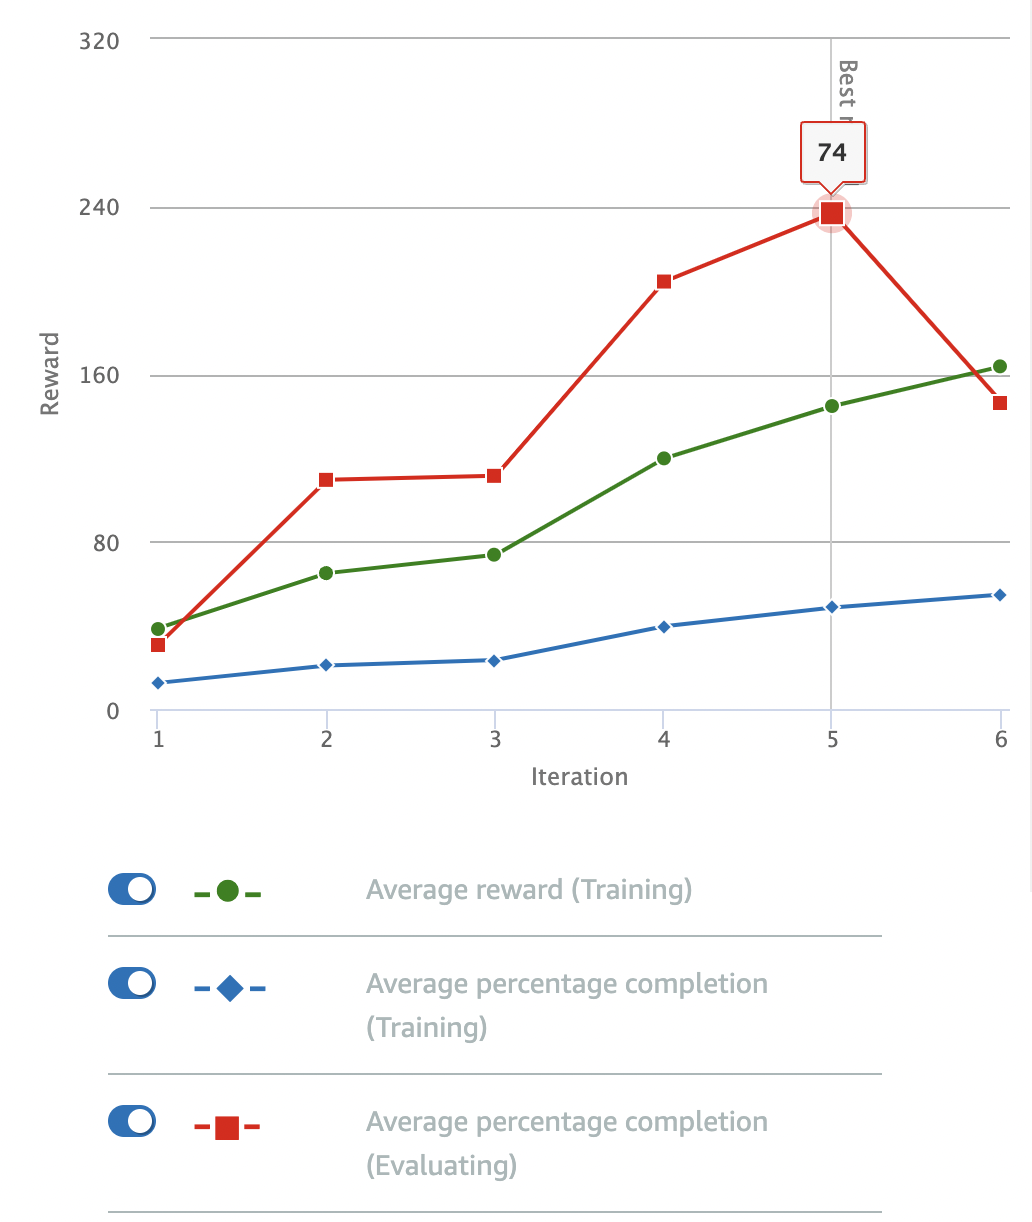 320
Best
74
240
Reward
160
80
0
1 2 3 4 5 6
Iteration
Average reward (Training)
Average percentage completion
(Training)
Average percentage completion
(Evaluating)